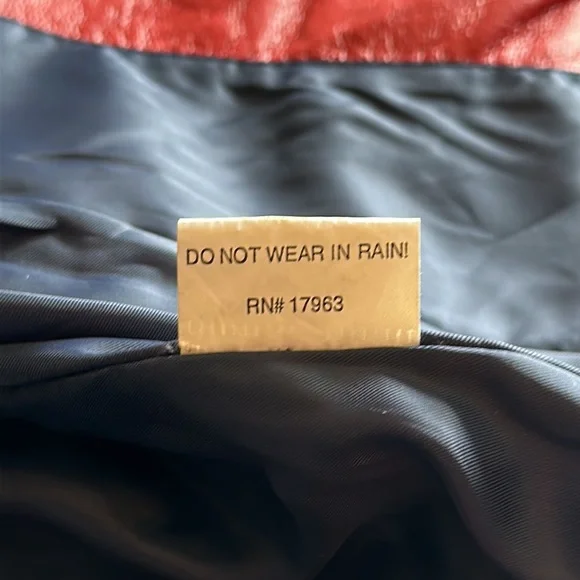 DO NOT WEAR IN RAIN!
RN# 17963